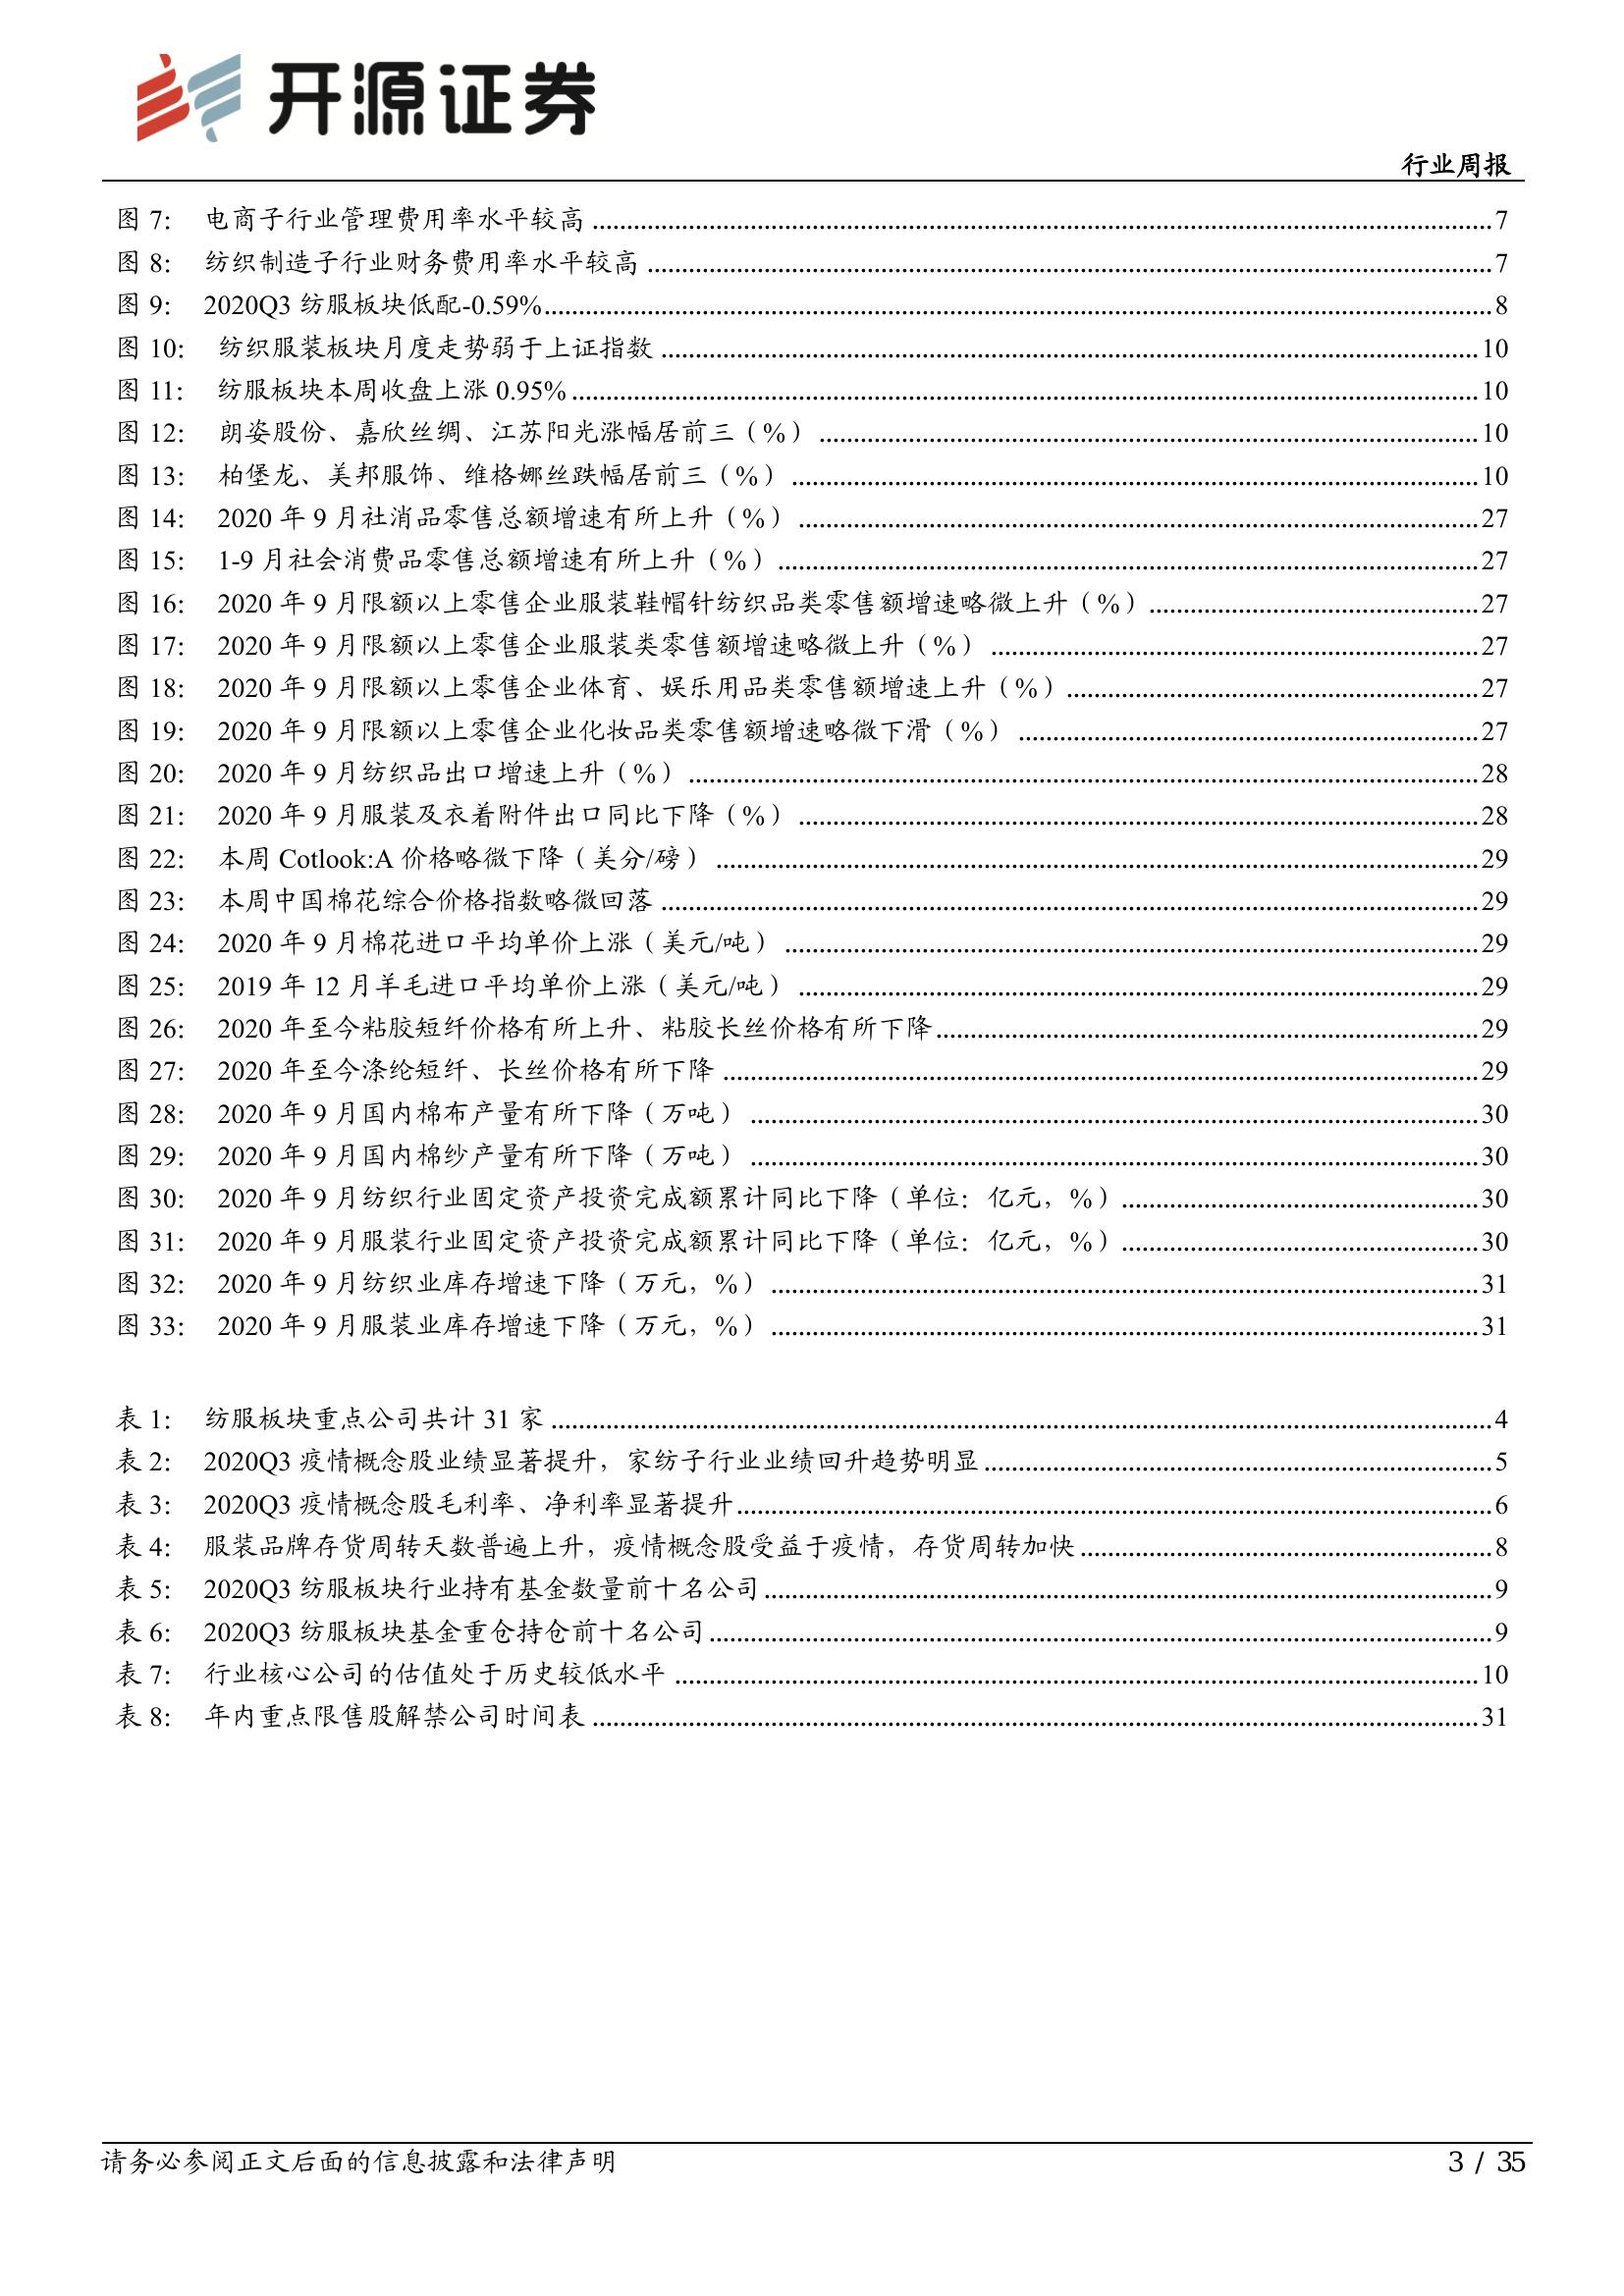 开源证券
行业周报
图 7: 电商子行业管理费用率水平较高 7
图 8: 纺织制造子行业财务费用率水平较高 7
图 9: 2020Q3 纺服板块低配-0.59% 8
图 10: 纺织服装板块月度走势弱于上证指数 10
图 11: 纺服板块本周收盘上涨 0.95% 10
图 12: 朗姿股份、嘉欣丝绸、江苏阳光涨幅居前三（%） 10
图 13: 柏堡龙、美邦服饰、维格娜丝跌幅居前三（%） 10
图 14: 2020 年 9 月社消品零售总额增速有所上升（%） 27
图 15: 1-9 月社会消费品零售总额增速有所上升（%） 27
图 16: 2020 年 9 月限额以上零售企业服装鞋帽针纺织品类零售额增速略微上升（%） 27
图 17: 2020 年 9 月限额以上零售企业服装类零售额增速略微上升（%） 27
图 18: 2020 年 9 月限额以上零售企业体育、娱乐用品类零售额增速上升（%） 27
图 19: 2020 年 9 月限额以上零售企业化妆品类零售额增速略微下滑（%） 27
图 20: 2020 年 9 月纺织品出口增速上升（%） 28
图 21: 2020 年 9 月服装及衣着附件出口同比下降（%） 28
图 22: 本周 Cotlook:A 价格略微下降（美分/磅） 29
图 23: 本周中国棉花综合价格指数略微回落 29
图 24: 2020 年 9 月棉花进口平均单价上涨（美元/吨） 29
图 25: 2019 年 12 月羊毛进口平均单价上涨（美元/吨） 29
图 26: 2020 年至今粘胶短纤价格有所上升、粘胶长丝价格有所下降 29
图 27: 2020 年至今涤纶短纤、长丝价格有所下降 29
图 28: 2020 年 9 月国内棉布产量有所下降（万吨） 30
图 29: 2020 年 9 月国内棉纱产量有所下降（万吨） 30
图 30: 2020 年 9 月纺织行业固定资产投资完成额累计同比下降（单位：亿元，%） 30
图 31: 2020 年 9 月服装行业固定资产投资完成额累计同比下降（单位：亿元，%） 30
图 32: 2020 年 9 月纺织业库存增速下降（万元，%） 31
图 33: 2020 年 9 月服装业库存增速下降（万元，%） 31
表 1: 纺服板块重点公司共计 31 家 4
表 2: 2020Q3 疫情概念股业绩显著提升，家纺子行业业绩回升趋势明显 5
表 3: 2020Q3 疫情概念股毛利率、净利率显著提升 6
表 4: 服装品牌存货周转天数普遍上升，疫情概念股受益于疫情，存货周转加快 8
表 5: 2020Q3 纺服板块行业持有基金数量前十名公司 9
表 6: 2020Q3 纺服板块基金重仓持仓前十名公司 9
表 7: 行业核心公司的估值处于历史较低水平 10
表 8: 年内重点限售股解禁公司时间表 31
请务必参阅正文后面的信息披露和法律声明
3 / 35